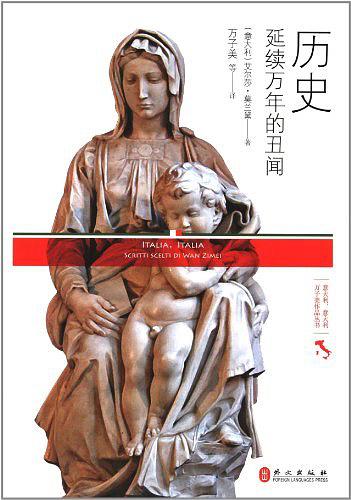 历史
延续万年的丑闻
(意大利)艾尔莎·莫兰黛 著
万子美 等 译
ITALIA, ITALIA
SCRITTI SCELTI DI WAN ZIMEI
意大利,意大利
万子美作品丛书
外文出版社
FOREIGN LANGUAGES PRESS